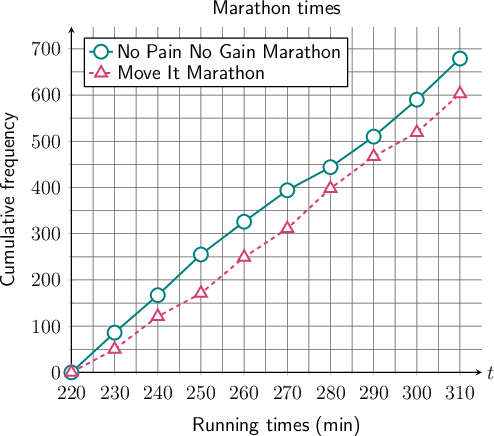 Marathon times
No Pain No Gain Marathon
Move It Marathon
Cumulative frequency
700
600
500
400
300
200
100
0
220 230 240 250 260 270 280 290 300 310
t
Running times (min)